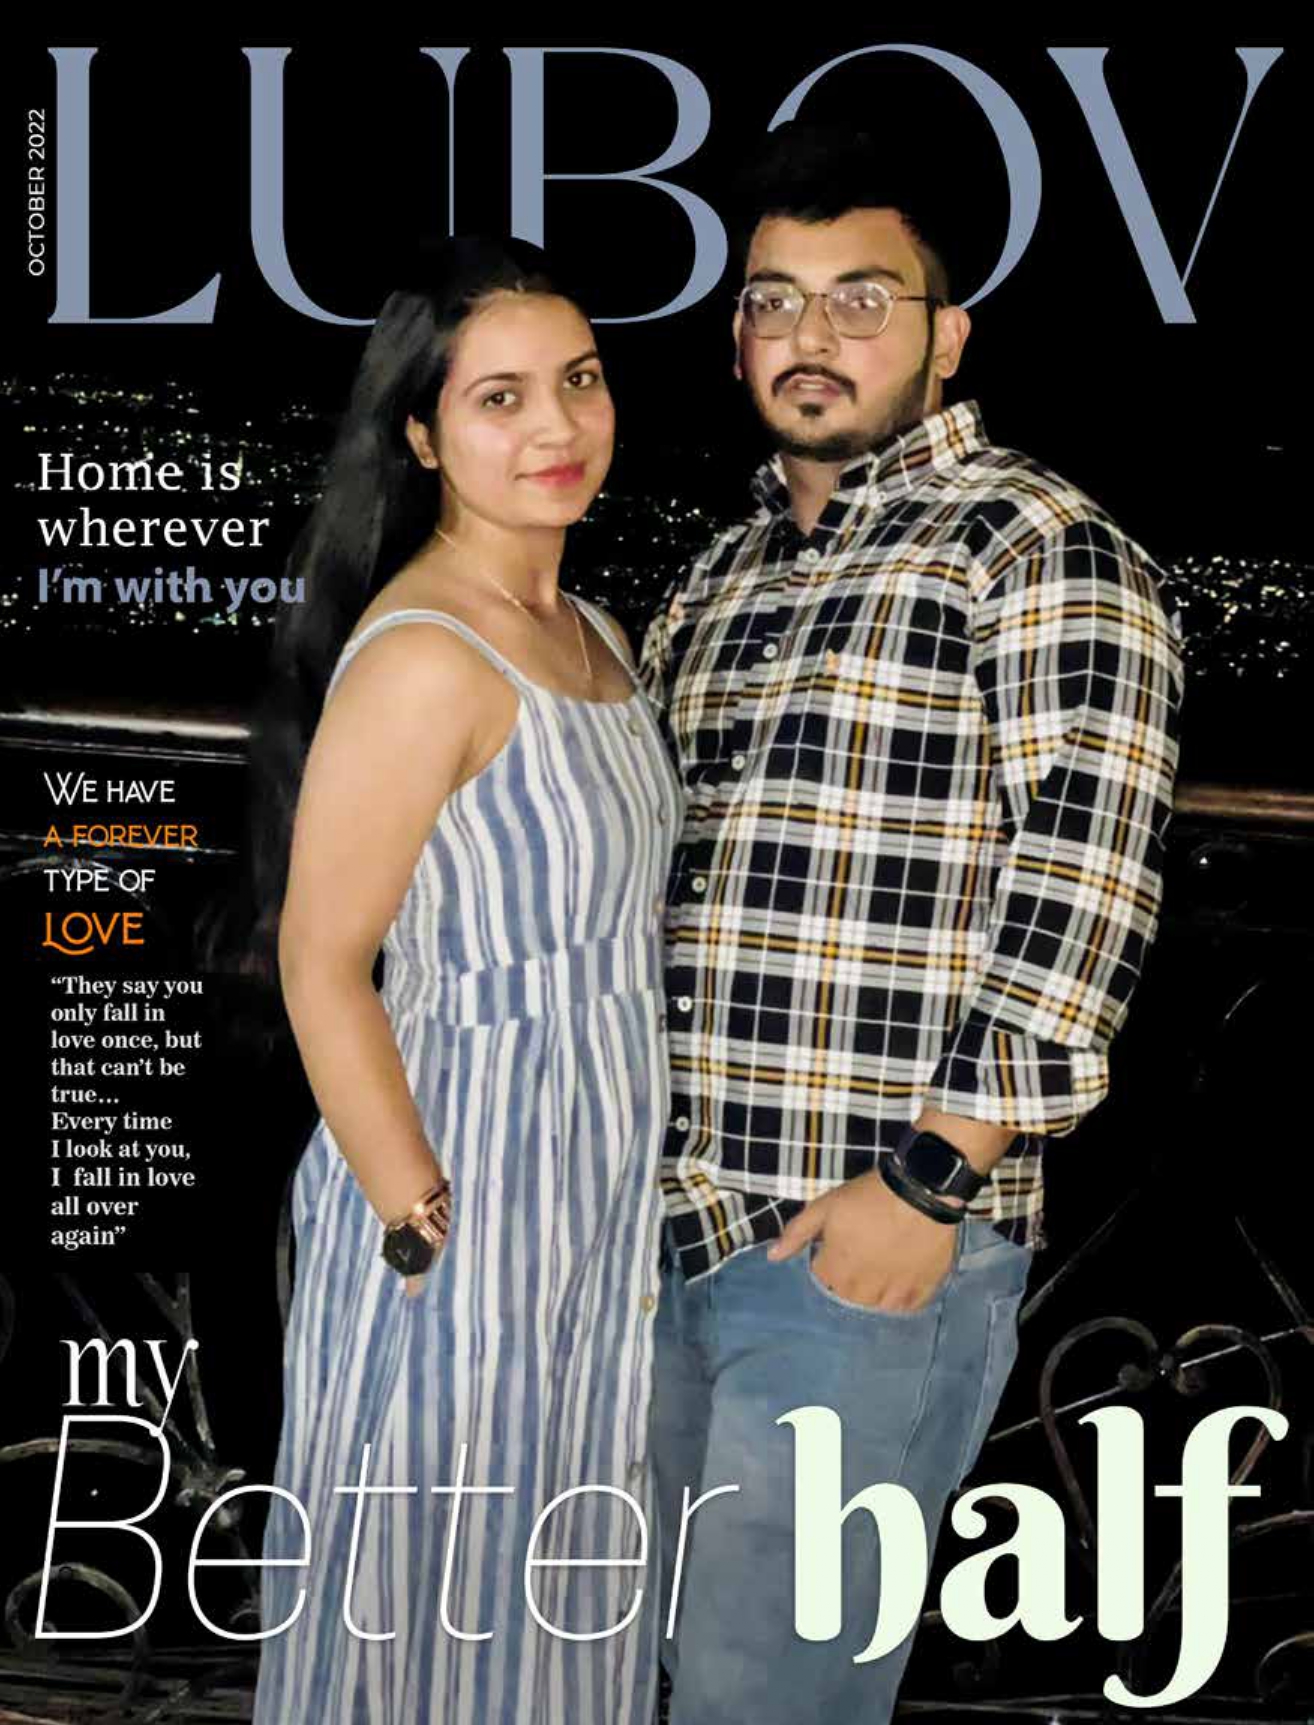 LUBOV
OCTOBER 2022
Home is
wherever
I'm with you
WE HAVE
A FOREVER
TYPE OF
LOVE
“They say you
only fall in
love once, but
that can't be
true...
Every time
I look at you,
I fall in love
all over
again”
my
Better half